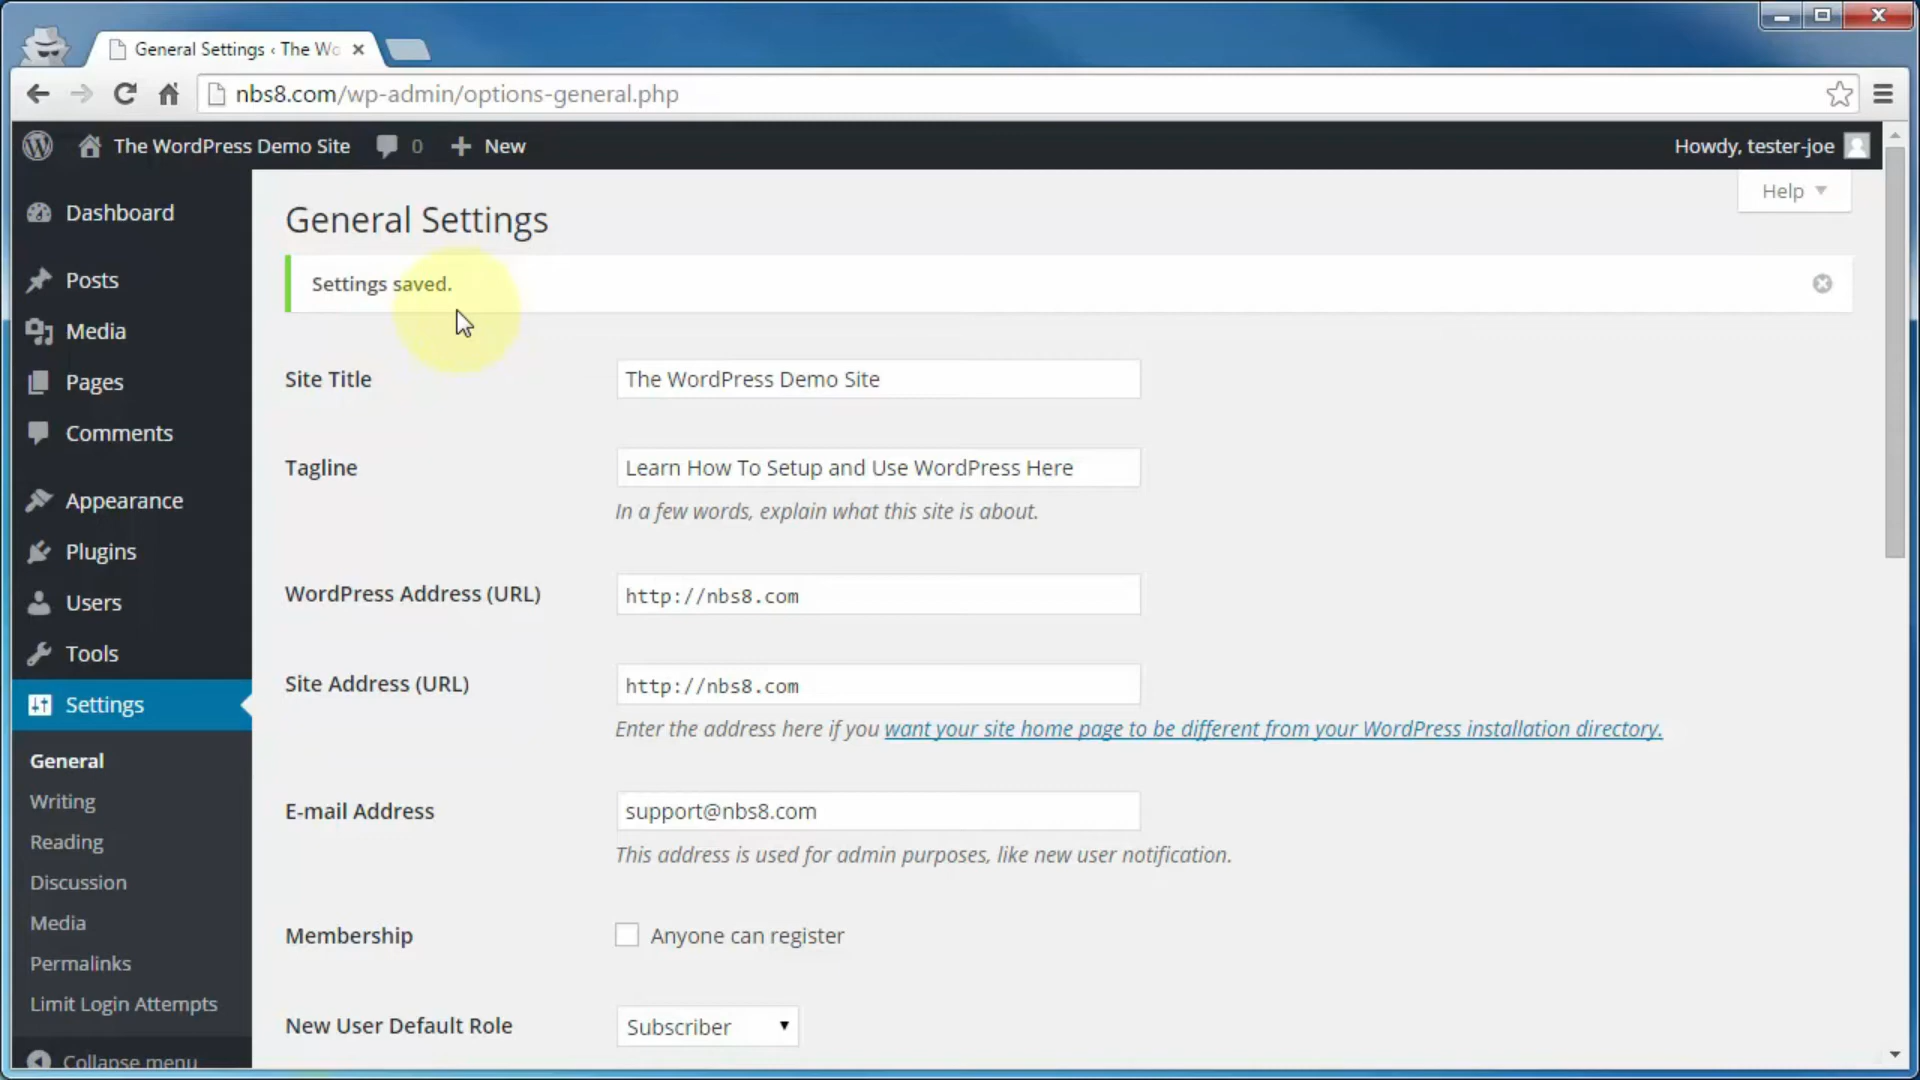 General Settings ‹ The Wo
nbs8.com/wp-admin/options-general.php
The WordPress Demo Site 0 New
Howdy, tester-joe
Help
Dashboard
Posts
Media
Pages
Comments
Appearance
Plugins
Users
Tools
Settings
General
Writing
Reading
Discussion
Media
Permalinks
Limit Login Attempts
Collapse menu
General Settings
Settings saved.
Site Title The WordPress Demo Site
Tagline Learn How To Setup and Use WordPress Here
In a few words, explain what this site is about.
WordPress Address (URL) http://nbs8.com
Site Address (URL) http://nbs8.com
Enter the address here if you want your site home page to be different from your WordPress installation directory.
E-mail Address support@nbs8.com
This address is used for admin purposes, like new user notification.
Membership Anyone can register
New User Default Role Subscriber